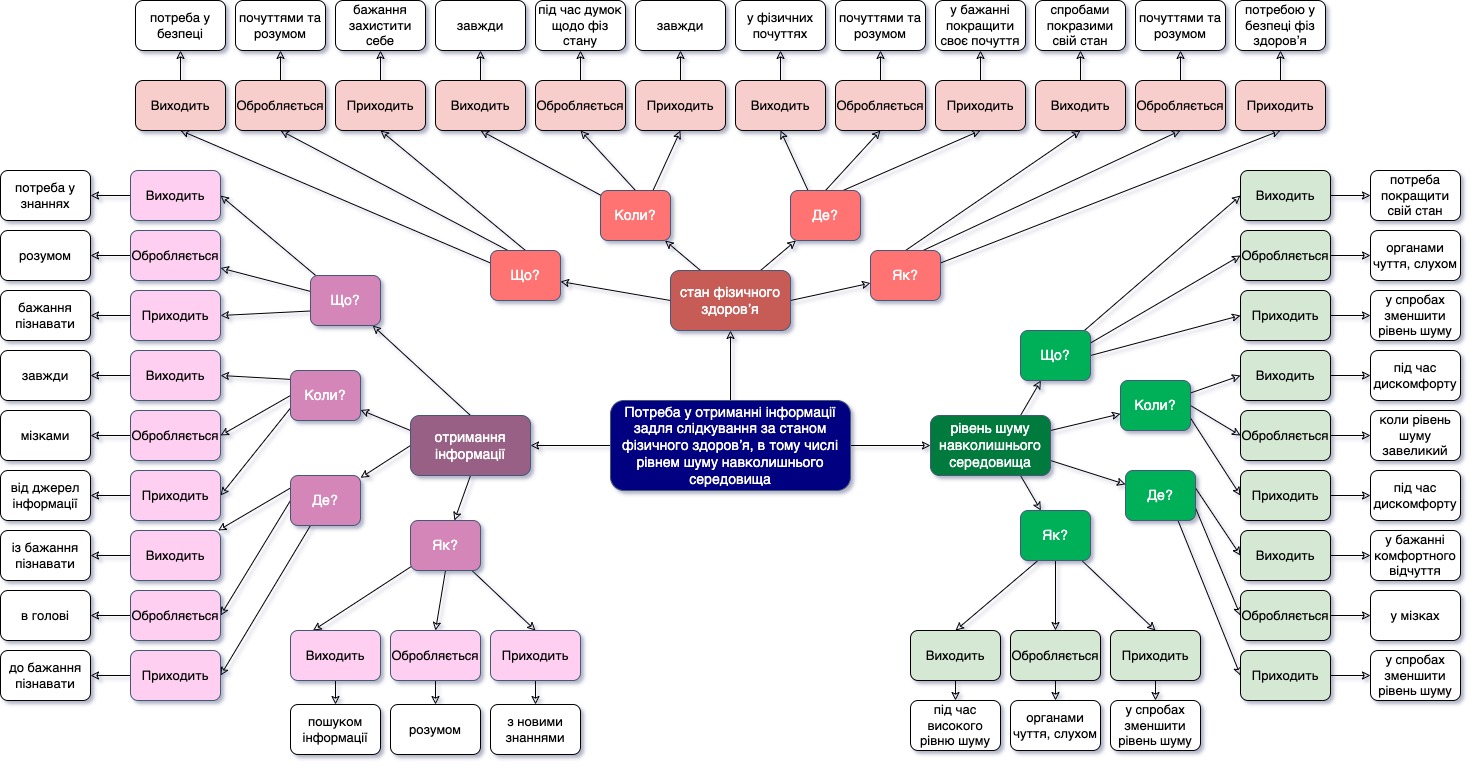 потреба у
безпеці
почуттями та
розумом
бажання
захистити
себе
завжди
під час думок
щодо фіз
стану
завжди
у фізичних
почуттях
почуттями та
розумом
у бажанні
покращити
своє почуття
спробами
покразими
свій стан
почуттями та
розумом
потребою у
безпеці фіз
здоров’я
Виходить
Обробляється
Приходить
Виходить
Обробляється
Приходить
Виходить
Обробляється
Приходить
Виходить
Обробляється
Приходить
Що?
Коли?
Де?
Як?
стан фізичного
здоров’я
потреба у
знаннях
Виходить
розумом
Обробляється
бажання
пізнавати
Приходить
Що?
завжди
Виходить
мізками
Обробляється
від джерел
інформації
Приходить
Коли?
із бажання
пізнавати
Виходить
в голові
Обробляється
до бажання
пізнавати
Приходить
Де?
отримання
інформації
Як?
Виходить
Обробляється
Приходить
пошуком
інформації
розумом
з новими
знаннями
Потреба у отриманні інформації
задля слідкування за станом
фізичного здоров’я, в тому числі
рівнем шуму навколишнього
середовища
рівень шуму
навколишнього
середовища
Що?
Виходить
потреба
покращити
свій стан
Обробляється
органами
чуття, слухом
Приходить
у спробах
зменшити
рівень шуму
Коли?
Виходить
під час
дискомфорту
Обробляється
коли рівень
шуму
завеликий
Приходить
під час
дискомфорту
Де?
Виходить
у бажанні
комфортного
відчуття
Обробляється
у мізках
Приходить
у спробах
зменшити
рівень шуму
Як?
Виходить
Обробляється
Приходить
під час
високого
рівню шуму
органами
чуття, слухом
у спробах
зменшити
рівень шуму